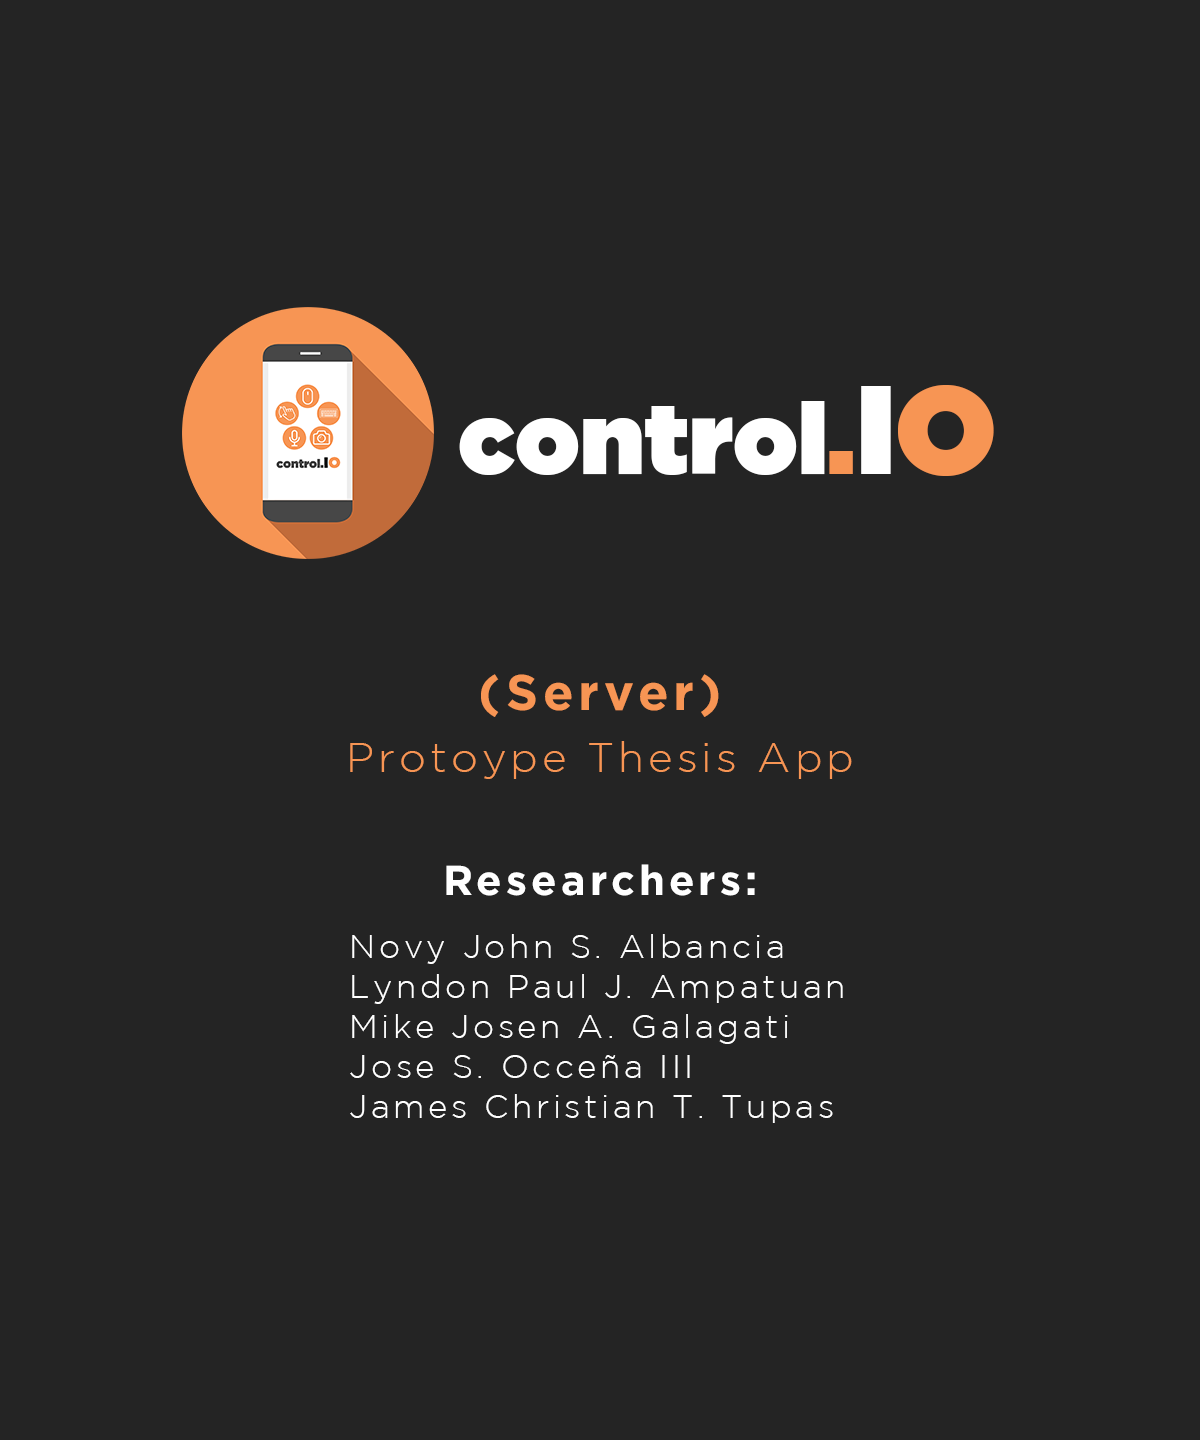 control.IO
control.IO
(Server)
Protoype Thesis App
Researchers:
Novy John S. Albancia
Lyndon Paul J. Ampatuan
Mike Josen A. Galagati
Jose S. Occeña III
James Christian T. Tupas